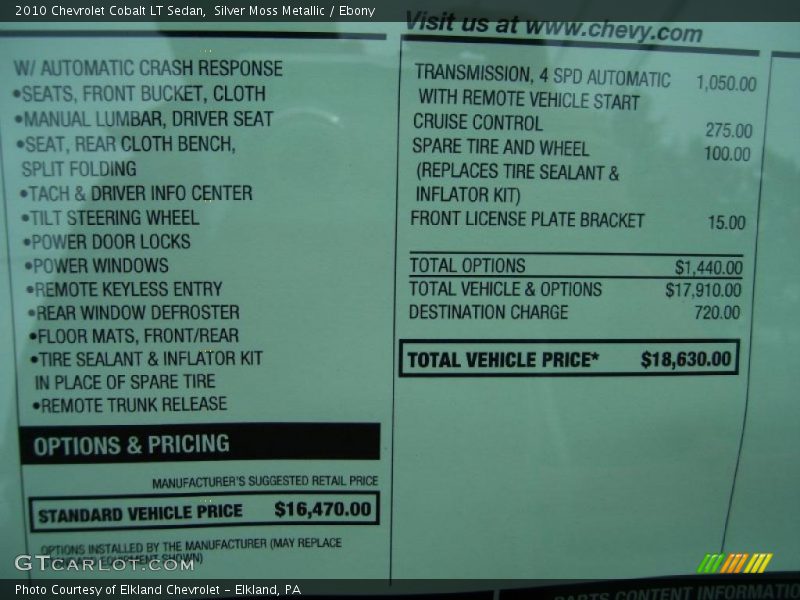 2010 Chevrolet Cobalt LT Sedan,  Silver Moss Metallic / Ebony
Visit us at www.chevy.com
W/ AUTOMATIC CRASH RESPONSE
•SEATS, FRONT BUCKET, CLOTH
•MANUAL LUMBAR, DRIVER SEAT
•SEAT, REAR CLOTH BENCH,
SPLIT FOLDING
•TACH & DRIVER INFO CENTER
•TILT STEERING WHEEL
•POWER DOOR LOCKS
•POWER WINDOWS
•REMOTE KEYLESS ENTRY
•REAR WINDOW DEFROSTER
•FLOOR MATS, FRONT/REAR
•TIRE SEALANT & INFLATOR KIT
IN PLACE OF SPARE TIRE
•REMOTE TRUNK RELEASE
OPTIONS & PRICING
MANUFACTURER'S SUGGESTED RETAIL PRICE
STANDARD VEHICLE PRICE $16,470.00
OPTIONS INSTALLED BY THE MANUFACTURER (MAY REPLACE
EQUIPMENT SHOWN)
TRANSMISSION, 4 SPD AUTOMATIC 1,050.00
WITH REMOTE VEHICLE START
CRUISE CONTROL 275.00
SPARE TIRE AND WHEEL 100.00
(REPLACES TIRE SEALANT &
INFLATOR KIT)
FRONT LICENSE PLATE BRACKET 15.00
TOTAL OPTIONS $1,440.00
TOTAL VEHICLE & OPTIONS $17,910.00
DESTINATION CHARGE 720.00
TOTAL VEHICLE PRICE* $18,630.00
PARTS CONTENT INFORMATION
GTCARLOT.COM
Photo Courtesy of Elkland Chevrolet - Elkland, PA